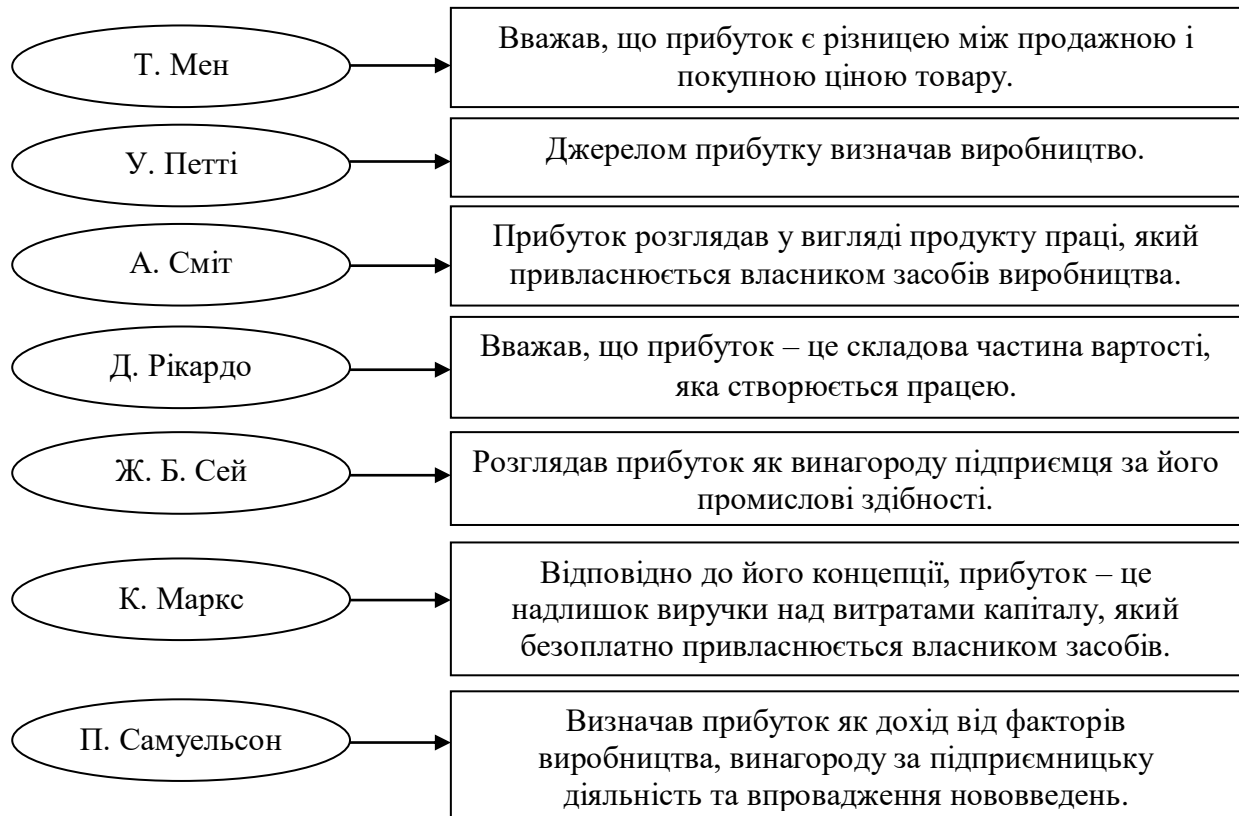 Т. Мен
Вважав, що прибуток є різницею між продажною і
покупною ціною товару.
У. Петті
Джерелом прибутку визначав виробництво.
А. Сміт
Прибуток розглядав у вигляді продукту праці, який
привласнюється власником засобів виробництва.
Д. Рікардо
Вважав, що прибуток – це складова частина вартості,
яка створюється працею.
Ж. Б. Сей
Розглядав прибуток як винагороду підприємця за його
промислові здібності.
К. Маркс
Відповідно до його концепції, прибуток – це
надлишок виручки над витратами капіталу, який
безоплатно привласнюється власником засобів.
П. Самуельсон
Визначав прибуток як дохід від факторів
виробництва, винагороду за підприємницьку
діяльність та впровадження нововведень.